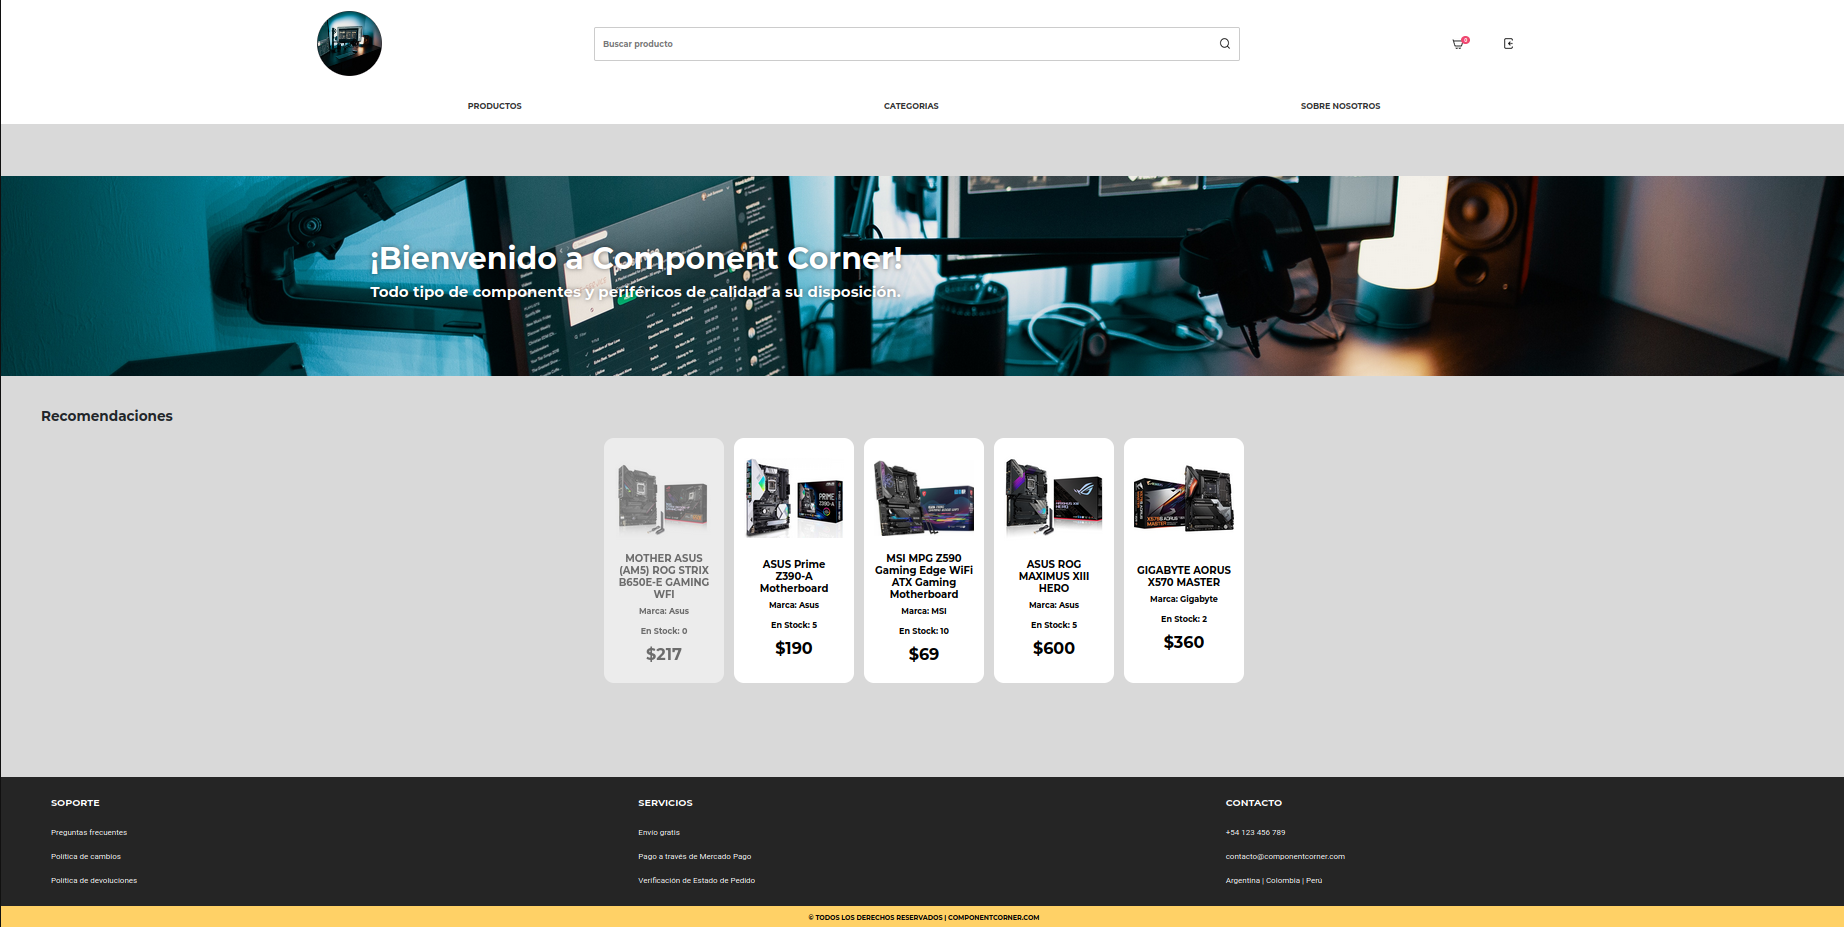 Buscar producto
0
PRODUCTOS
CATEGORIAS
SOBRE NOSOTROS
¡Bienvenido a Component Corner!
Todo tipo de componentes y periféricos de calidad a su disposición.
Recomendaciones
MOTHER ASUS
(AM5) ROG STRIX
B650E-E GAMING
WFI
Marca: Asus
En Stock: 0
$217
PRIME
Z390-A
ASUS Prime
Z390-A
Motherboard
Marca: Asus
En Stock: 5
$190
MSI MPG Z590
Gaming Edge WiFi
ATX Gaming
Motherboard
Marca: MSI
En Stock: 10
$69
ASUS ROG
MAXIMUS XIII
HERO
Marca: Asus
En Stock: 5
$600
GIGABYTE AORUS
X570 MASTER
Marca: Gigabyte
En Stock: 2
$360
SOPORTE
Preguntas frecuentes
Política de cambios
Política de devoluciones
SERVICIOS
Envío gratis
Pago a través de Mercado Pago
Verificación de Estado de Pedido
CONTACTO
+54 123 456 789
contacto@componentcorner.com
Argentina | Colombia | Perú
© TODOS LOS DERECHOS RESERVADOS | COMPONENTCORNER.COM